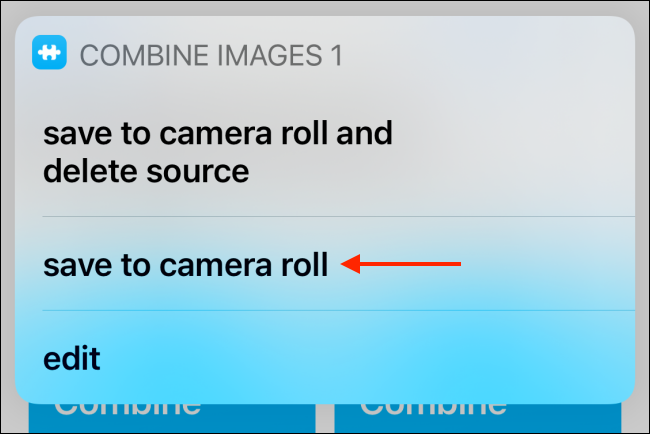 COMBINE IMAGES 1
save to camera roll and
delete source
save to camera roll
edit
Combine Combine